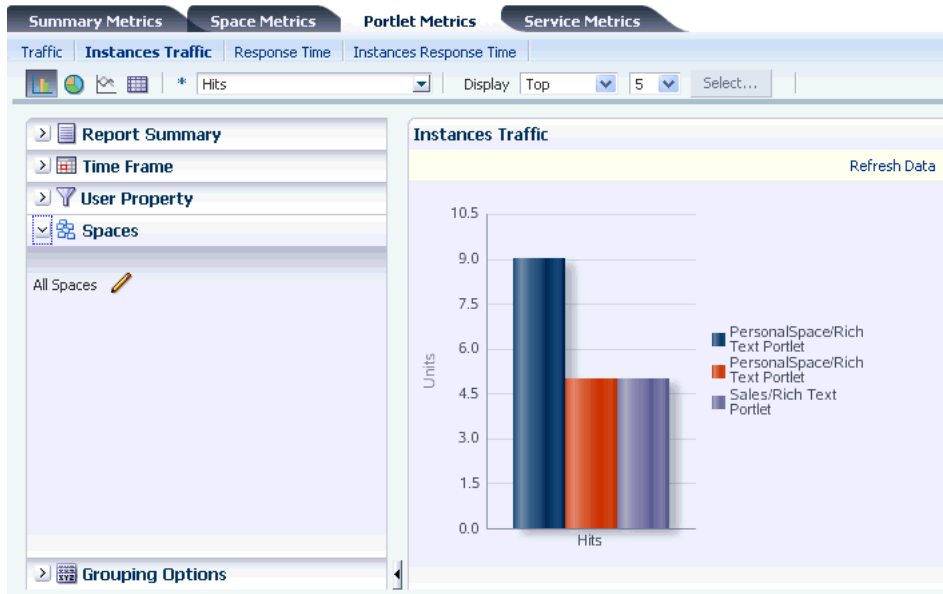 Summary Metrics Space Metrics Portlet Metrics Service Metrics
Traffic Instances Traffic Response Time Instances Response Time
* Hits Display Top 5 Select...
Report Summary
Time Frame
User Property
Spaces
All Spaces
Grouping Options
Instances Traffic
Refresh Data
10.5
9.0
7.5
6.0
4.5
3.0
1.5
0.0
Units
Hits
PersonalSpace/Rich
Text Portlet
PersonalSpace/Rich
Text Portlet
Sales/Rich Text
Portlet